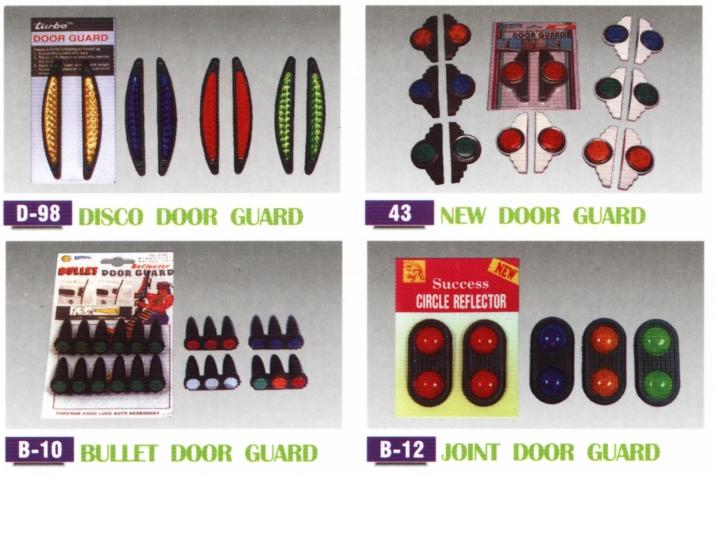 turbo
DOOR GUARD
D-98 DISCO DOOR GUARD
DOOR GUARD
43 NEW DOOR GUARD
Reflector
BULLET DOOR GUARD
B-10 BULLET DOOR GUARD
NEW
Success
CIRCLE REFLECTOR
B-12 JOINT DOOR GUARD